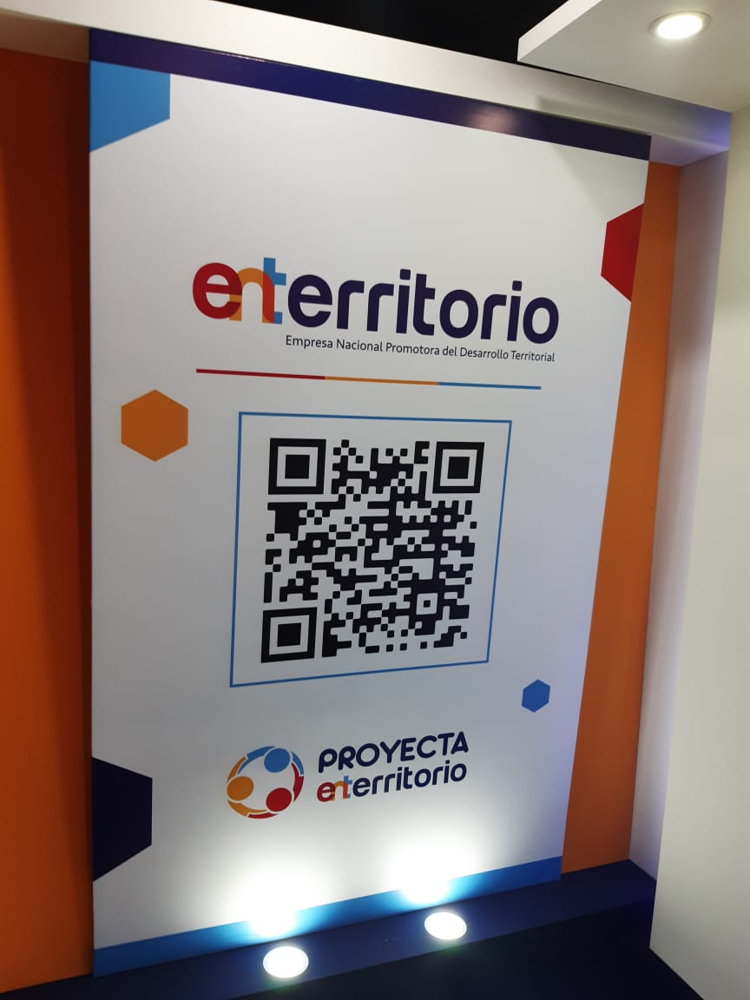 enterritorio
Empresa Nacional Promotora del Desarrollo Territorial
PROYECTA
enterritorio